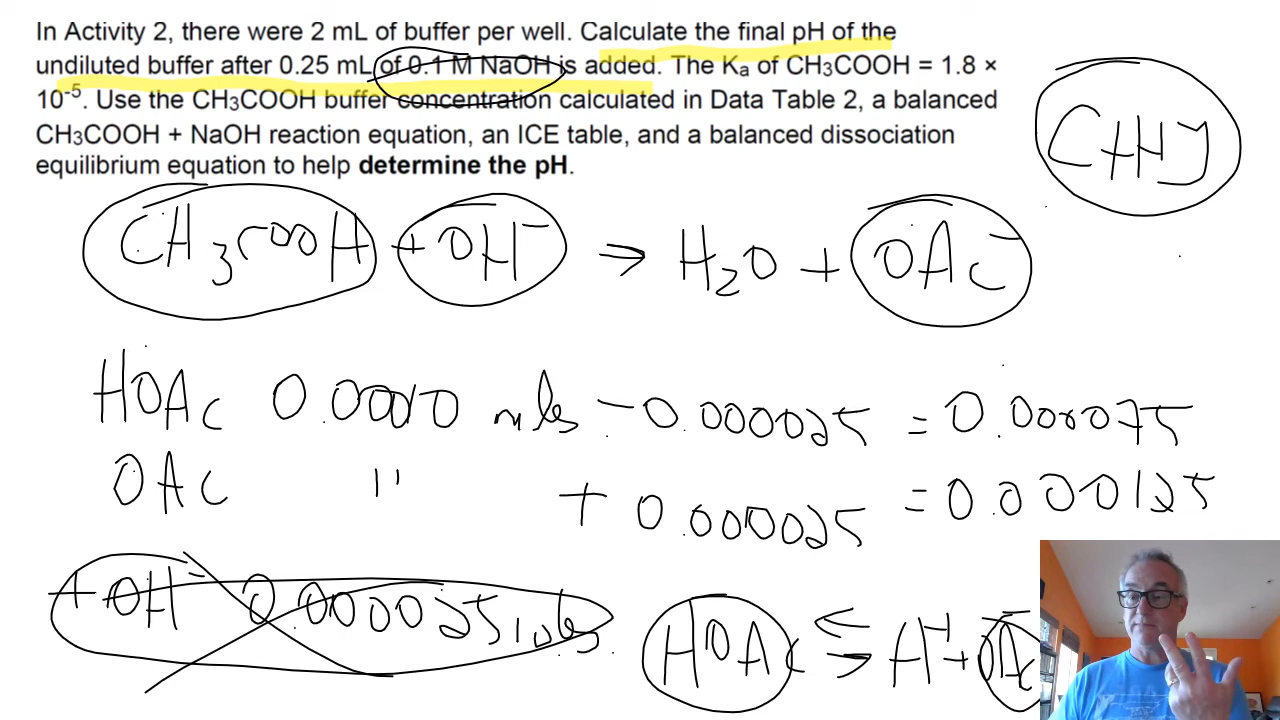 In Activity 2, there were 2 mL of buffer per well. Calculate the final pH of the
undiluted buffer after 0.25 mL of 0.1 M NaOH is added. The Ka of CH3COOH = 1.8 ×
10-5. Use the CH3COOH buffer concentration calculated in Data Table 2, a balanced
CH3COOH + NaOH reaction equation, an ICE table, and a balanced dissociation
equilibrium equation to help determine the pH.
CH3COOH + OH- → H2O + OAc-
HOAc 0.00010 mols - 0.000025 = 0.000075
OAc " + 0.000025 = 0.000125
+ OH- 0.000025 mols
HOAc ⇌ H+ + OAc